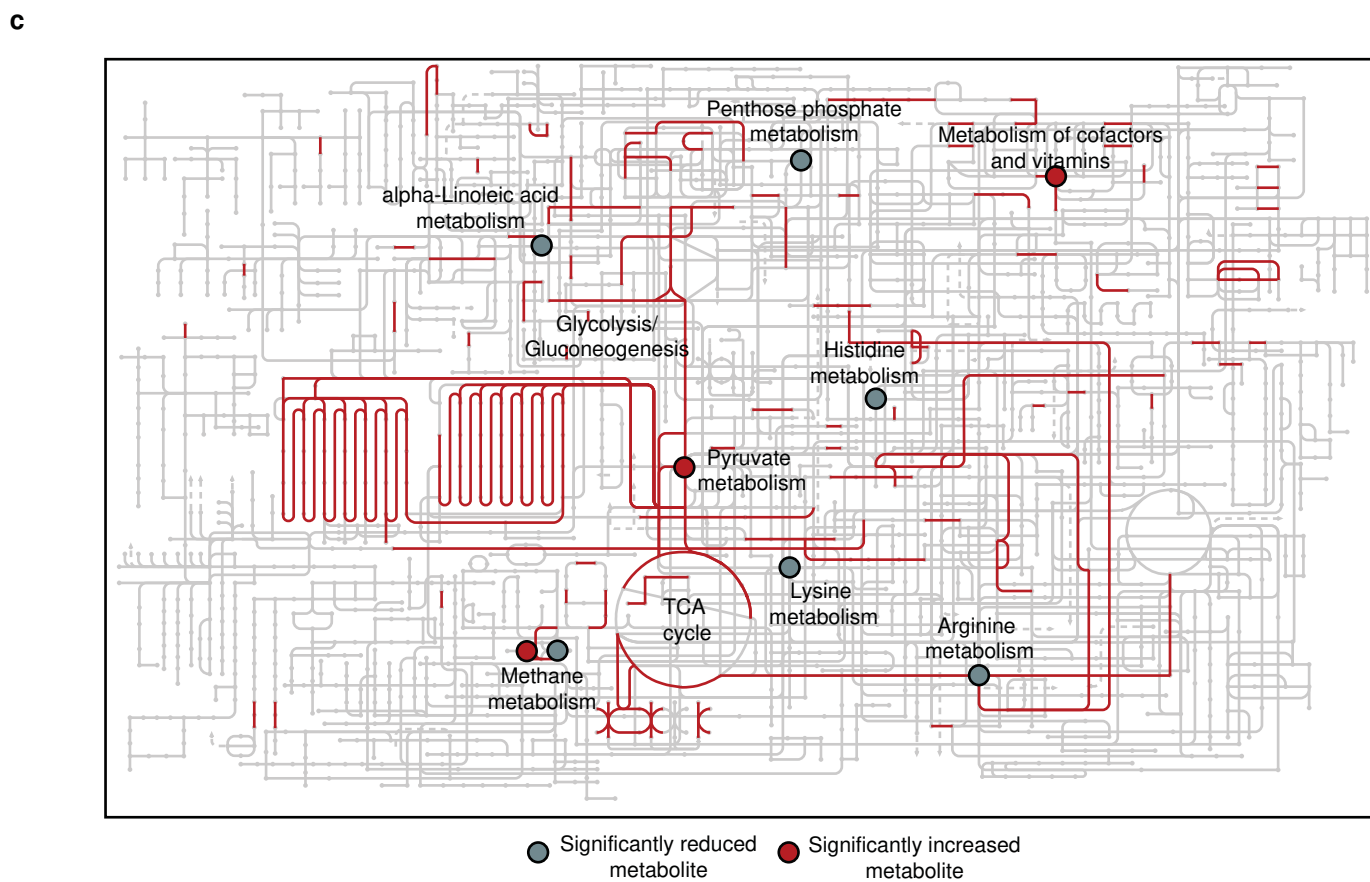 c
Penthose phosphate
metabolism
Metabolism of cofactors
and vitamins
alpha-Linoleic acid
metabolism
Glycolysis/
Gluconeogenesis
Histidine
metabolism
Pyruvate
metabolism
Lysine
metabolism
TCA
cycle
Arginine
metabolism
Methane
metabolism
Significantly reduced
metabolite
Significantly increased
metabolite